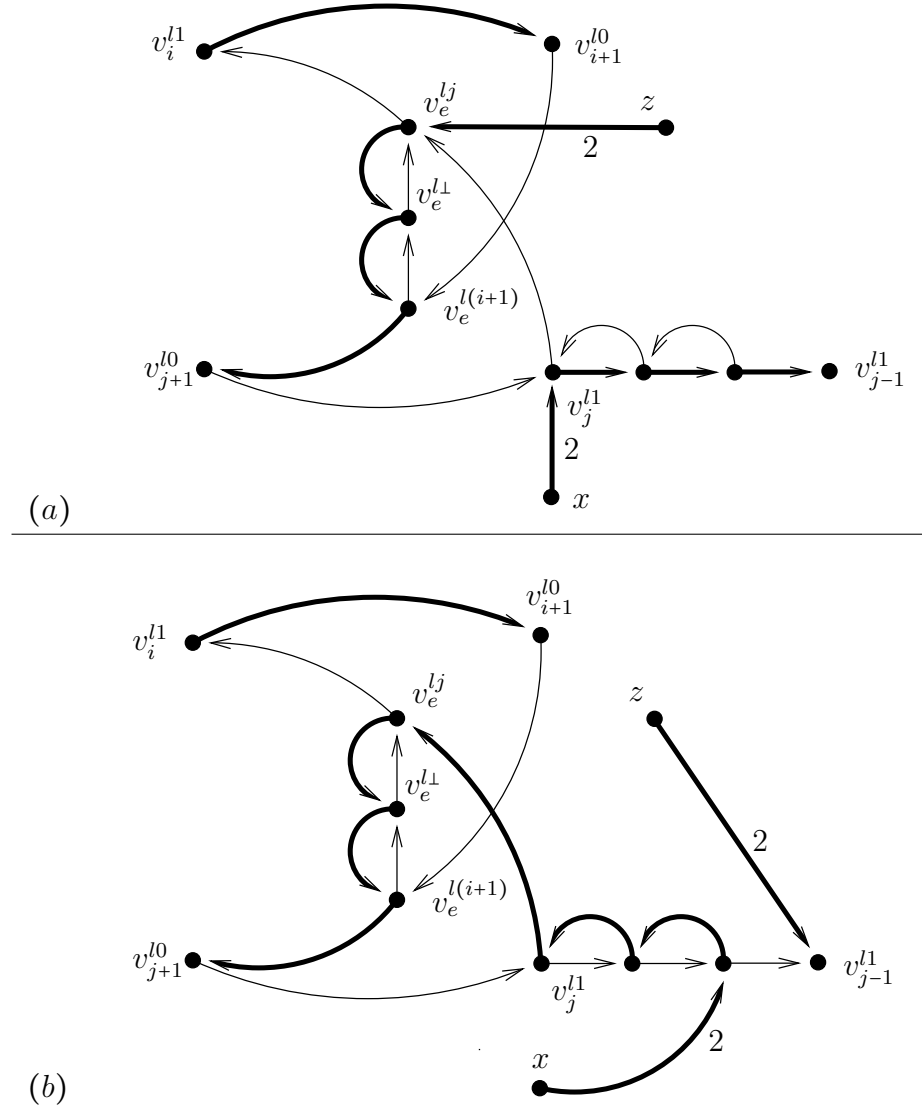 $v_i^{l1}$
$v_{i+1}^{l0}$
$v_e^{lj}$
$z$
2
$v_e^{l\perp}$
$v_e^{l(i+1)}$
$v_{j+1}^{l0}$
$v_j^{l1}$
$v_{j-1}^{l1}$
2
$x$
(a)
$v_{i+1}^{l0}$
$v_i^{l1}$
$v_e^{lj}$
$z$
$v_e^{l\perp}$
2
$v_e^{l(i+1)}$
$v_{j+1}^{l0}$
$v_j^{l1}$
$v_{j-1}^{l1}$
2
$x$
(b)